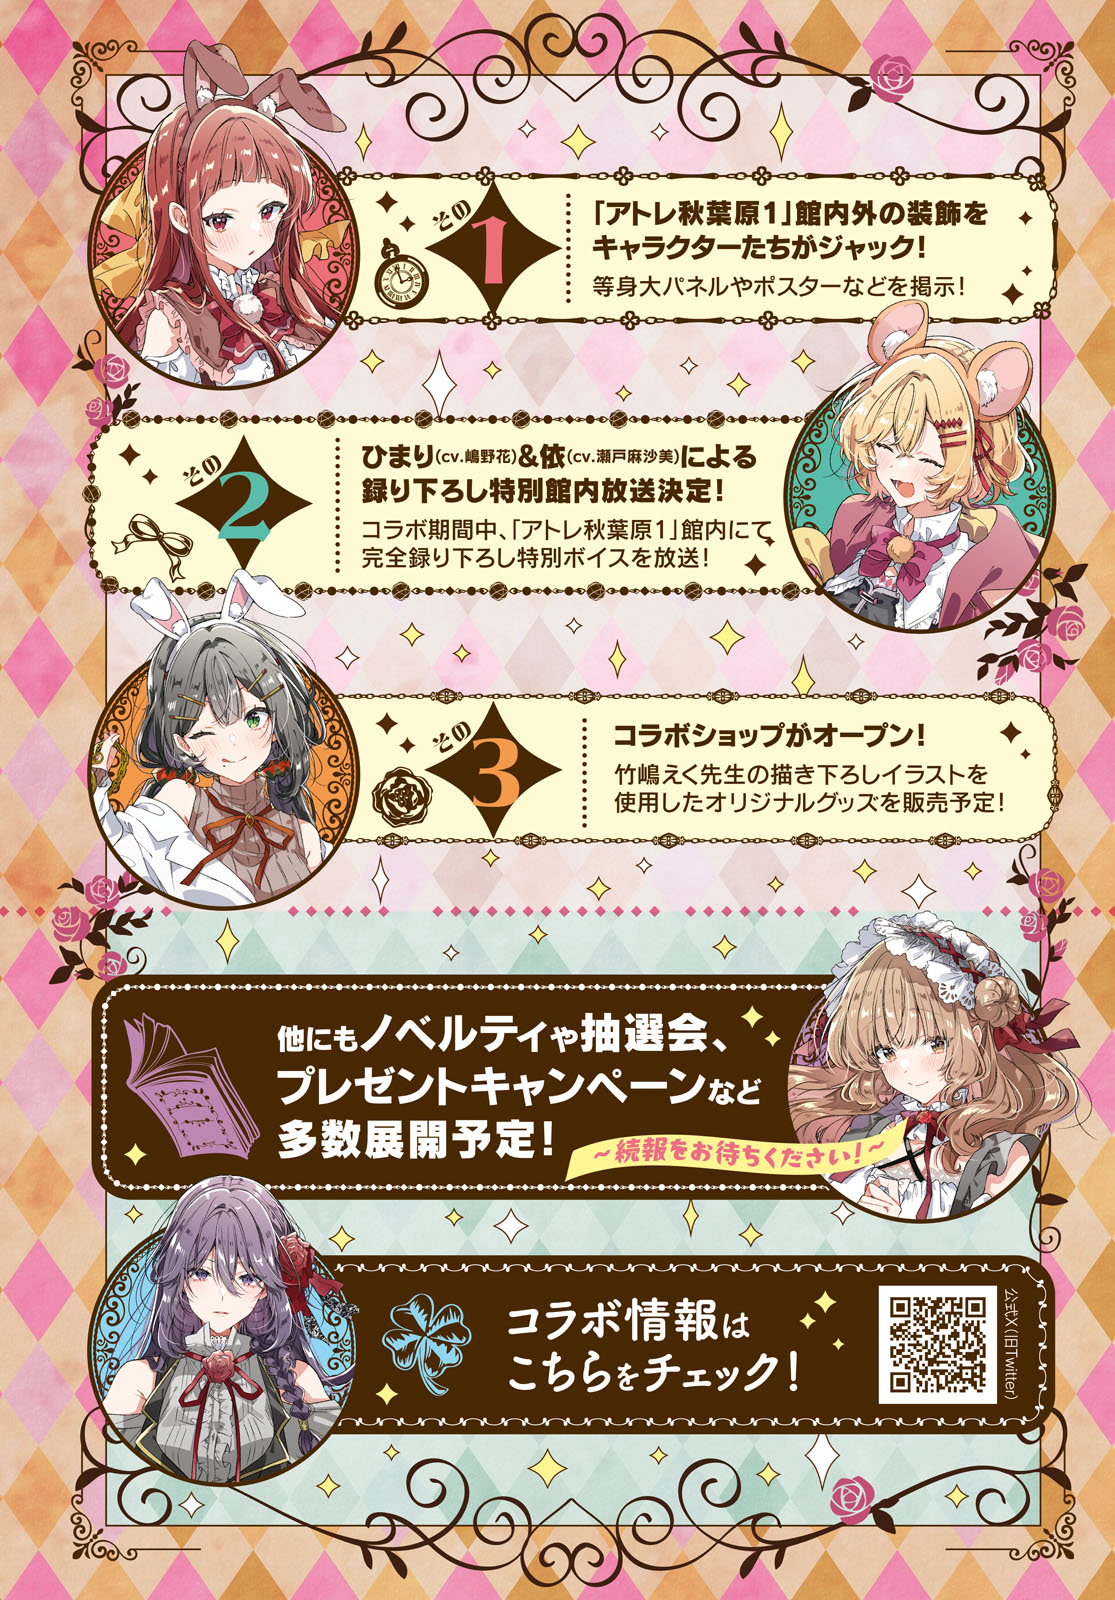 その
1
「アトレ秋葉原1」館内外の装飾を
キャラクターたちがジャック!
等身大パネルやポスターなどを掲示!
その
2
ひまり(cv.嶋野花)&依(cv.瀬戸麻沙美)による
録り下ろし特別館内放送決定!
コラボ期間中、「アトレ秋葉原1」館内にて
完全録り下ろし特別ボイスを放送!
その
3
コラボショップがオープン!
竹嶋えく先生の描き下ろしイラストを
使用したオリジナルグッズを販売予定!
他にもノベルティや抽選会、
プレゼントキャンペーンなど
多数展開予定!
~続報をお待ちください!~
コラボ情報は
こちらをチェック!
公式X(旧Twitter)